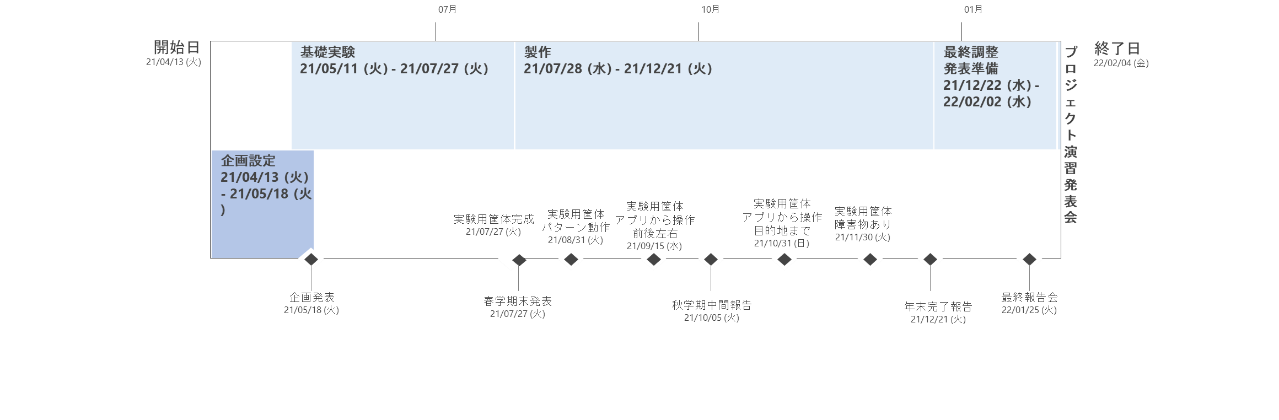 07月
10月
01月
開始日
21/04/13 (火)
基礎実験
21/05/11 (火) - 21/07/27 (火)
製作
21/07/28 (水) - 21/12/21 (火)
最終調整
発表準備
21/12/22 (水) -
22/02/02 (水)
プロジェクト演習発表会
終了日
22/02/04 (金)
企画設定
21/04/13 (火)
- 21/05/18 (火
)
実験用筐体完成
21/07/27 (火)
実験用筐体
パターン動作
21/08/31 (火)
実験用筐体
アプリから操作
前後左右
21/09/15 (水)
実験用筐体
アプリから操作
目的地まで
21/10/31 (日)
実験用筐体
障害物あり
21/11/30 (火)
企画発表
21/05/18 (火)
春学期末発表
21/07/27 (火)
秋学期中間報告
21/10/05 (火)
年末完了報告
21/12/21 (火)
最終報告会
22/01/25 (火)